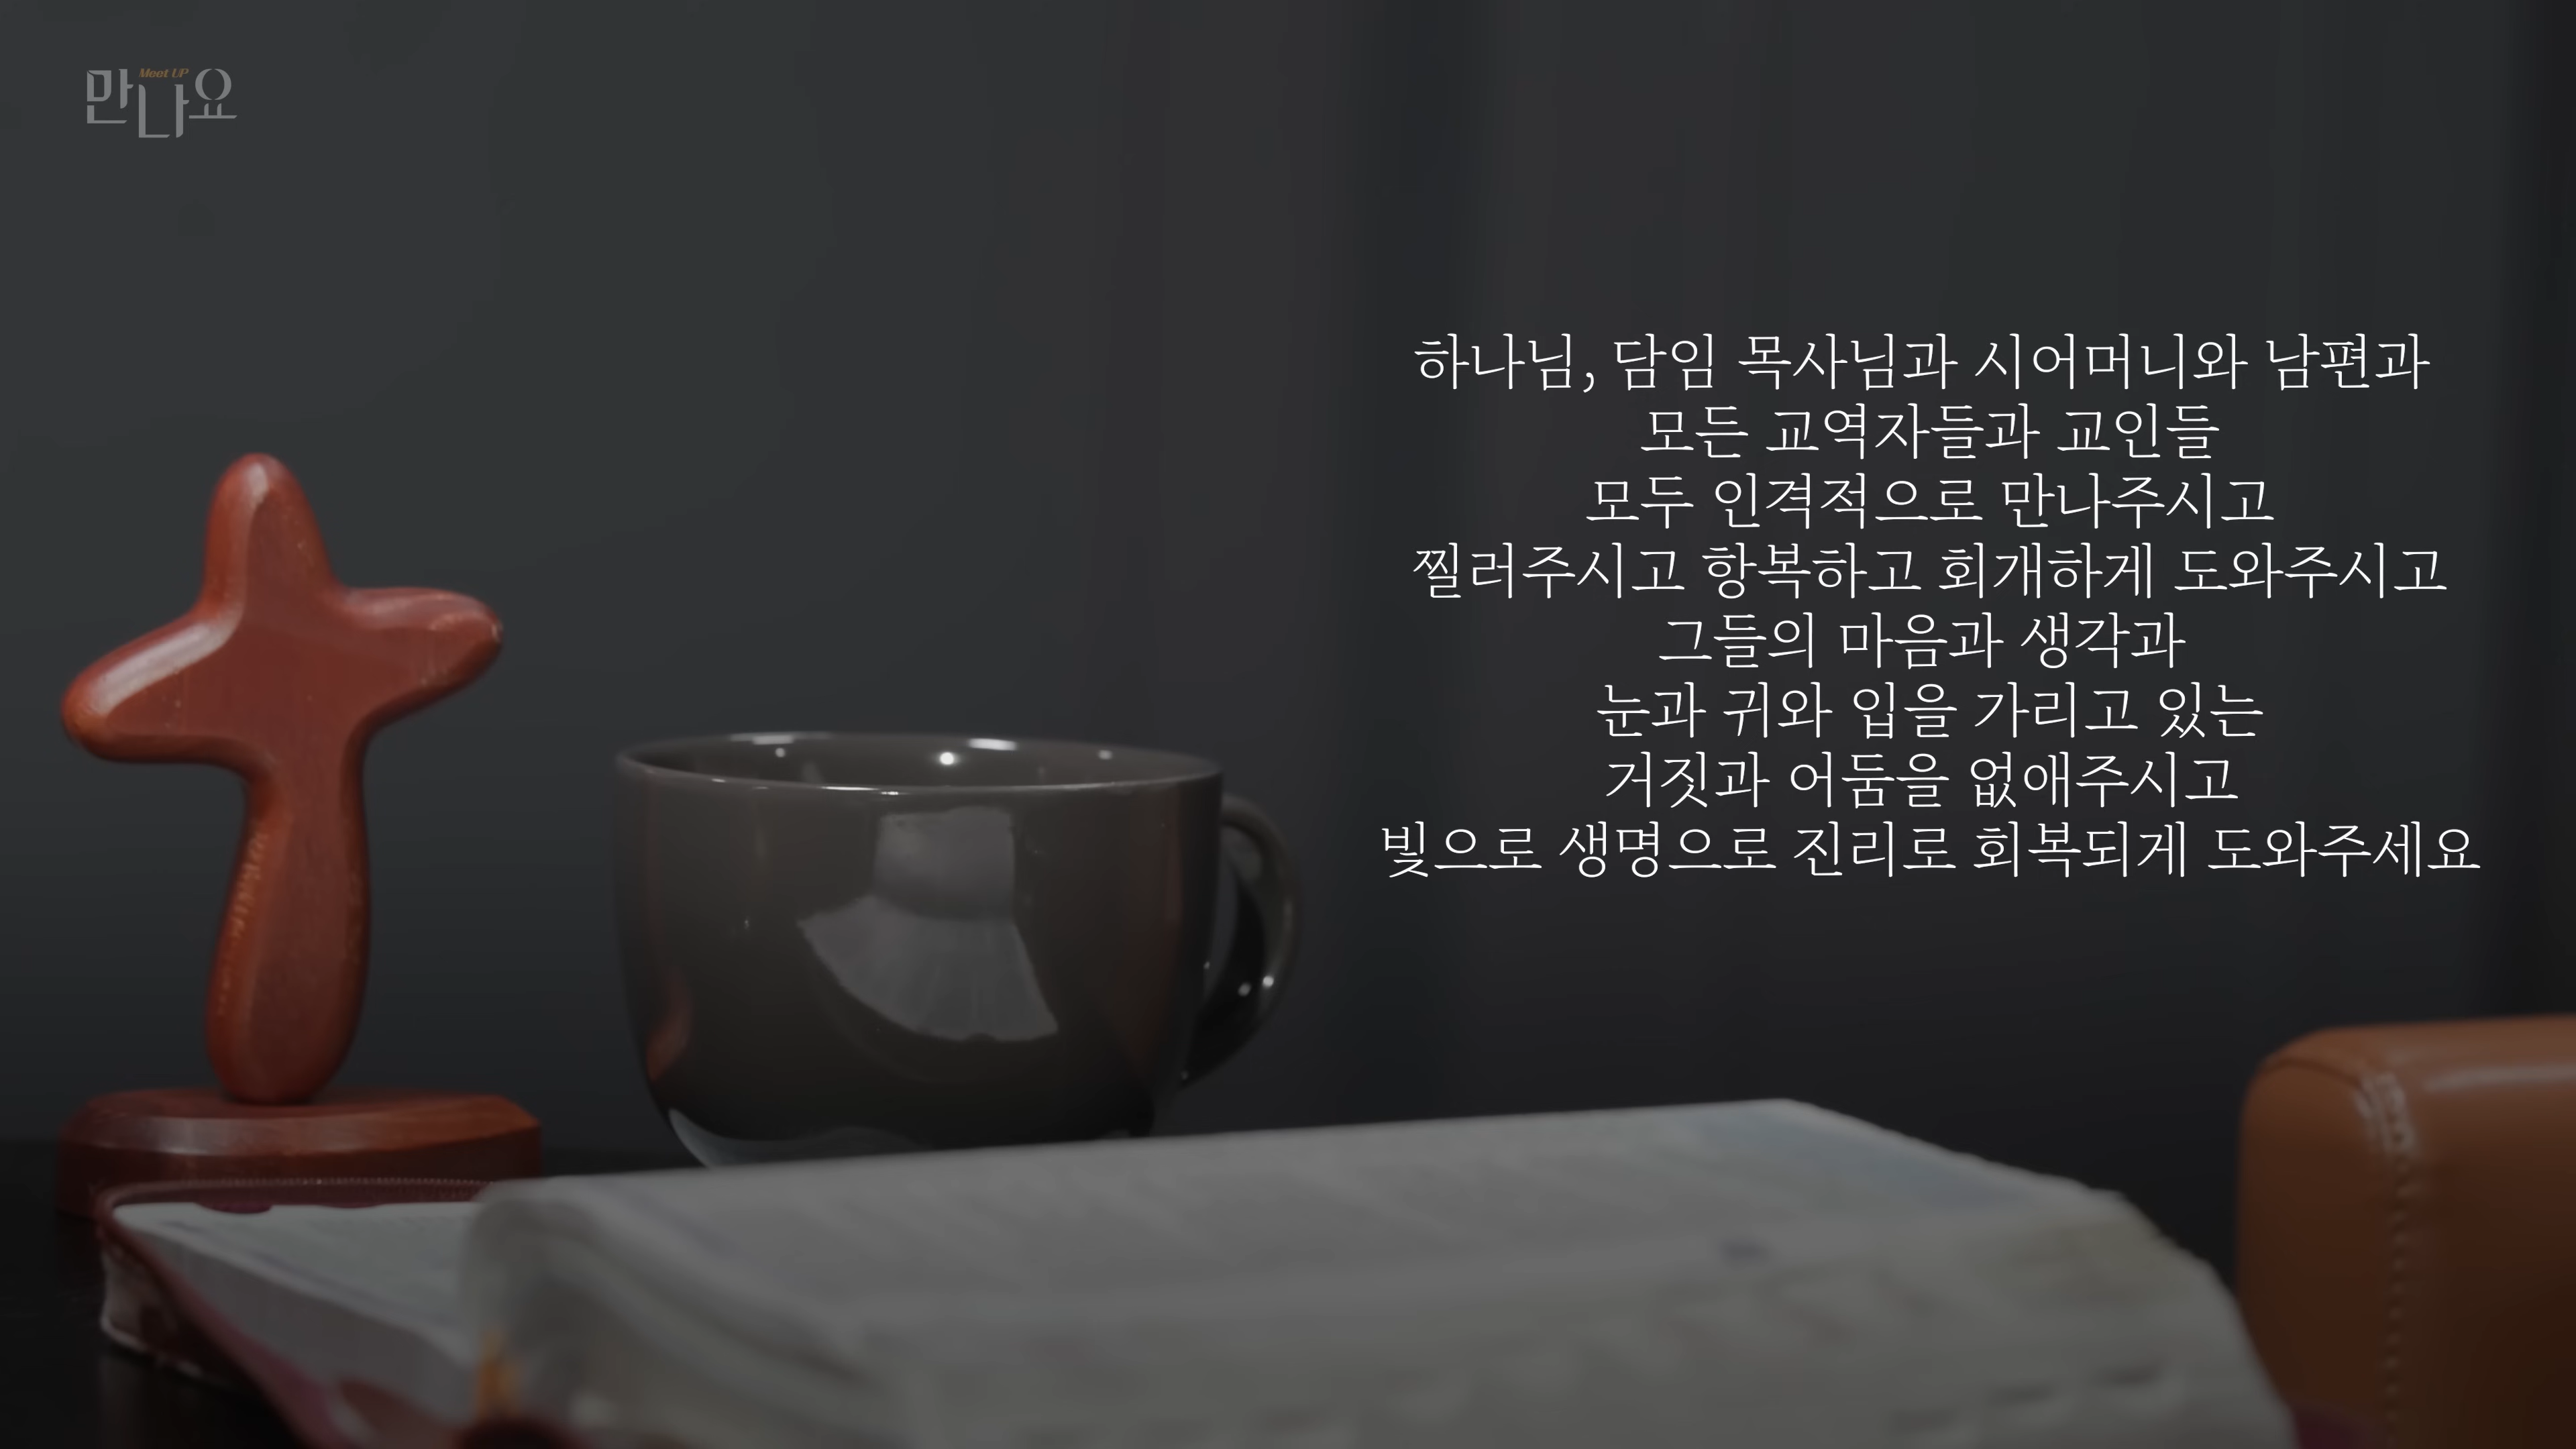 만나요
Meet UP
하나님, 담임 목사님과 시어머니와 남편과
모든 교역자들과 교인들
모두 인격적으로 만나주시고
찔러주시고 항복하고 회개하게 도와주시고
그들의 마음과 생각과
눈과 귀와 입을 가리고 있는
거짓과 어둠을 없애주시고
빛으로 생명으로 진리로 회복되게 도와주세요